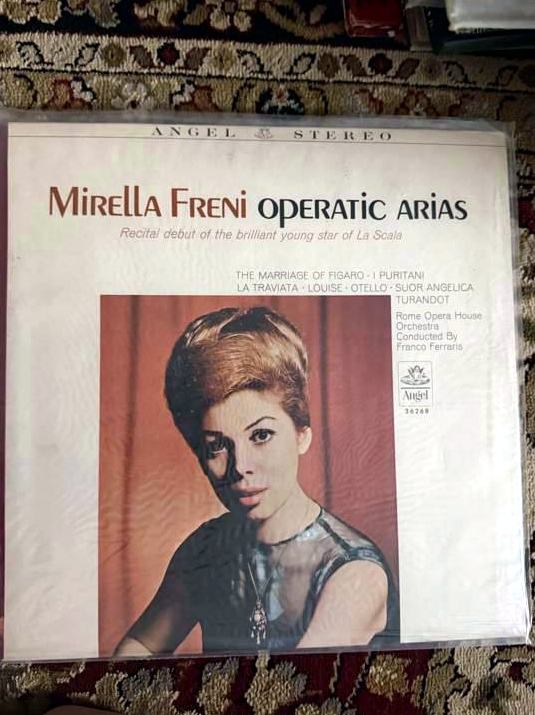 ANGEL STEREO
Mirella Freni operatic arias
Recital debut of the brilliant young star of La Scala
THE MARRIAGE OF FIGARO · I PURITANI
LA TRAVIATA · LOUISE · OTELLO · SUOR ANGELICA
TURANDOT
Rome Opera House
Orchestra
Conducted By
Franco Ferraris
Angel
36268